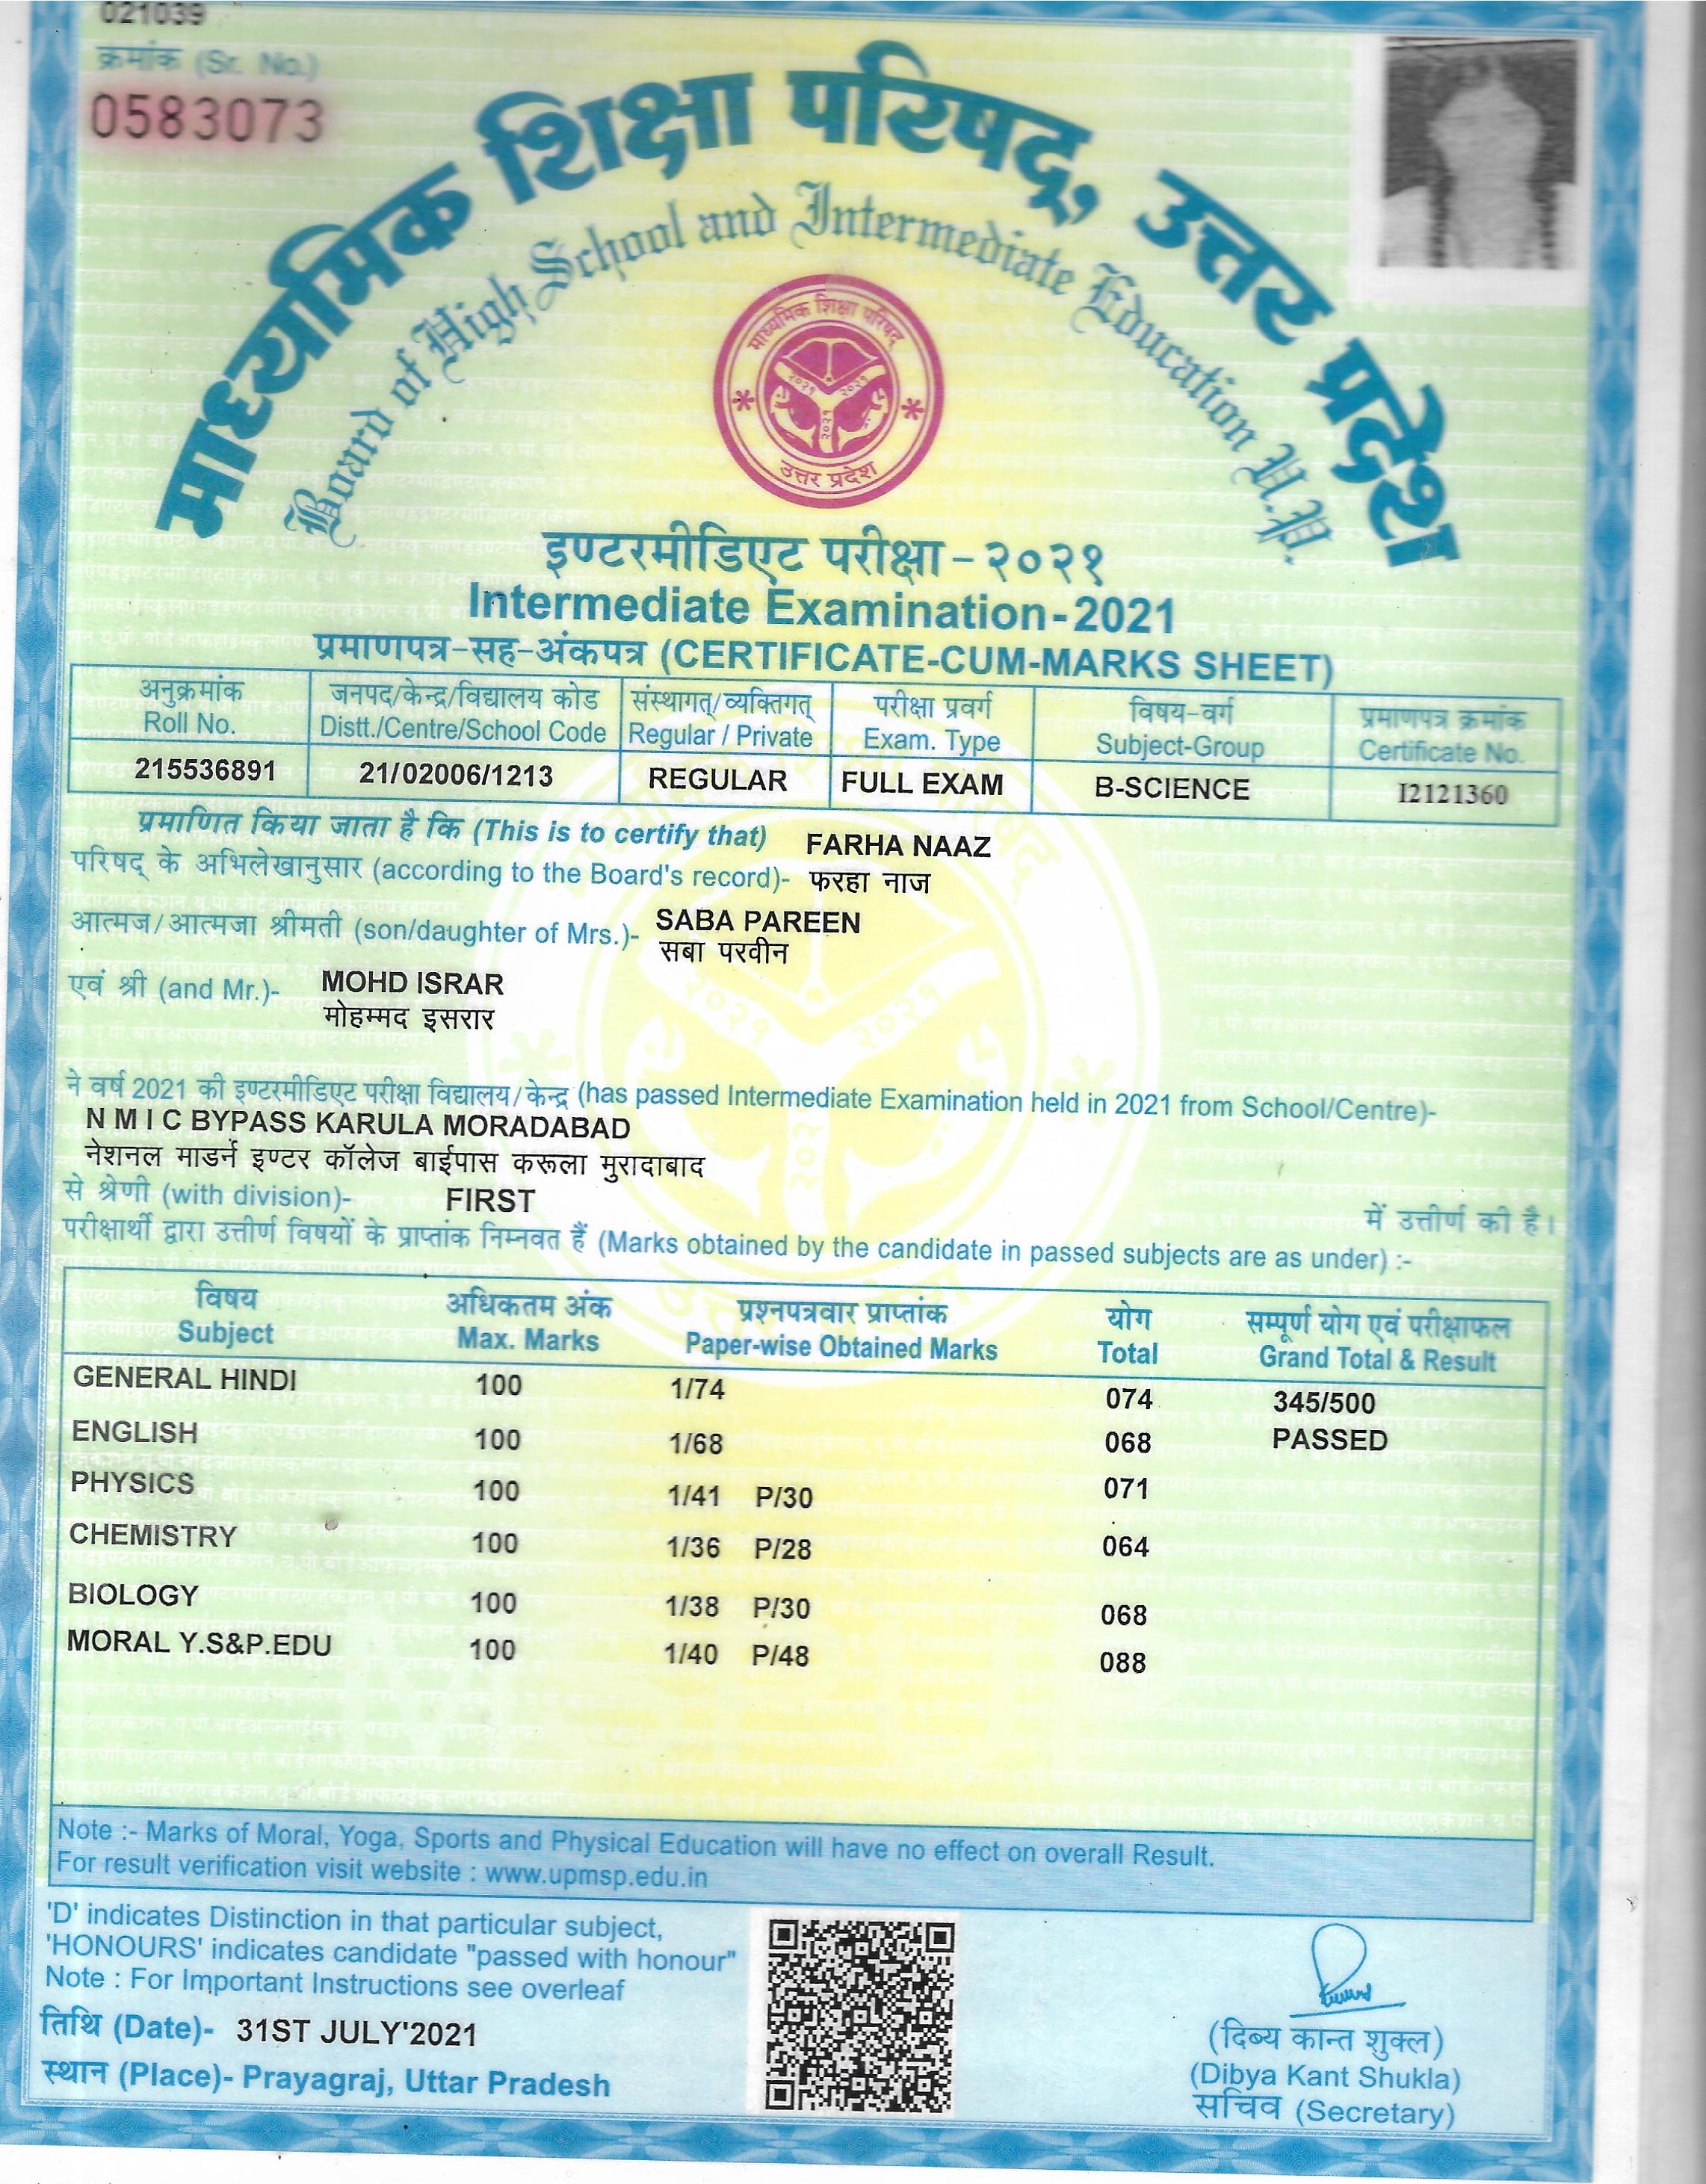 021039
क्रमांक (Sr. No.)
0583073
माध्यमिक शिक्षा परिषद्, उत्तर प्रदेश
Board of High School and Intermediate Education U.P.
माध्यमिक शिक्षा परिषद्
२०२१ २०२१
२०२१
उत्तर प्रदेश
इण्टरमीडिएट परीक्षा - २०२१
Intermediate Examination-2021
प्रमाणपत्र-सह-अंकपत्र (CERTIFICATE-CUM-MARKS SHEET)
अनुक्रमांक जनपद/केन्द्र/विद्यालय कोड संस्थागत्/व्यक्तिगत् परीक्षा प्रवर्ग विषय-वर्ग प्रमाणपत्र क्रमांक
Roll No. Distt./Centre/School Code Regular / Private Exam. Type Subject-Group Certificate No.
215536891 21/02006/1213 REGULAR FULL EXAM B-SCIENCE I2121360
प्रमाणित किया जाता है कि (This is to certify that) FARHA NAAZ
परिषद् के अभिलेखानुसार (according to the Board's record)- फरहा नाज
आत्मज/आत्मजा श्रीमती (son/daughter of Mrs.)- SABA PAREEN
सबा परवीन
एवं श्री (and Mr.)- MOHD ISRAR
मोहम्मद इसरार
ने वर्ष 2021 की इण्टरमीडिएट परीक्षा विद्यालय/केन्द्र (has passed Intermediate Examination held in 2021 from School/Centre)-
N M I C BYPASS KARULA MORADABAD
नेशनल माडर्न इण्टर कॉलेज बाईपास करूला मुरादाबाद
से श्रेणी (with division)- FIRST में उत्तीर्ण की है।
परीक्षार्थी द्वारा उत्तीर्ण विषयों के प्राप्तांक निम्नवत हैं (Marks obtained by the candidate in passed subjects are as under) :-
विषय अधिकतम अंक प्रश्नपत्रवार प्राप्तांक योग सम्पूर्ण योग एवं परीक्षाफल
Subject Max. Marks Paper-wise Obtained Marks Total Grand Total & Result
GENERAL HINDI 100 1/74 074 345/500
ENGLISH 100 1/68 068 PASSED
PHYSICS 100 1/41 P/30 071
CHEMISTRY 100 1/36 P/28 064
BIOLOGY 100 1/38 P/30 068
MORAL Y.S&P.EDU 100 1/40 P/48 088
Note :- Marks of Moral, Yoga, Sports and Physical Education will have no effect on overall Result.
For result verification visit website : www.upmsp.edu.in
'D' indicates Distinction in that particular subject,
'HONOURS' indicates candidate "passed with honour"
Note : For Important Instructions see overleaf
तिथि (Date)- 31ST JULY'2021
स्थान (Place)- Prayagraj, Uttar Pradesh
(दिब्य कान्त शुक्ल)
(Dibya Kant Shukla)
सचिव (Secretary)